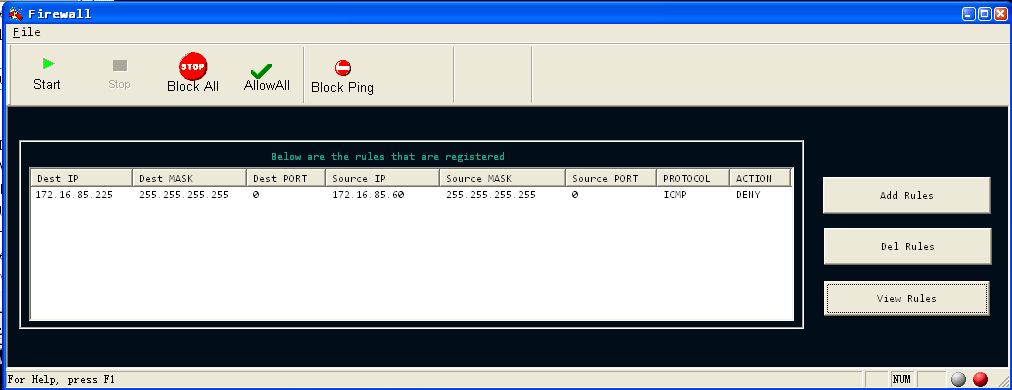 Firewall
File
Start Stop STOP Block All AllowAll Block Ping
Below are the rules that are registered
Dest IP Dest MASK Dest PORT Source IP Source MASK Source PORT PROTOCOL ACTION
172.16.85.225 255.255.255.255 0 172.16.85.60 255.255.255.255 0 ICMP DENY
Add Rules
Del Rules
View Rules
For Help, press F1 NUM